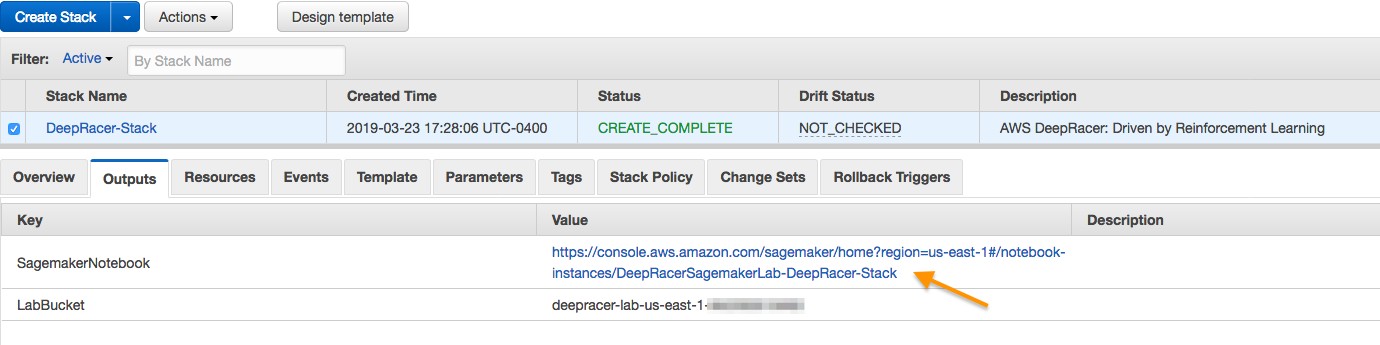 Create Stack Actions Design template
Filter: Active By Stack Name
Stack Name Created Time Status Drift Status Description
DeepRacer-Stack 2019-03-23 17:28:06 UTC-0400 CREATE_COMPLETE NOT_CHECKED AWS DeepRacer: Driven by Reinforcement Learning
Overview Outputs Resources Events Template Parameters Tags Stack Policy Change Sets Rollback Triggers
Key Value Description
SagemakerNotebook https://console.aws.amazon.com/sagemaker/home?region=us-east-1#/notebook-
instances/DeepRacerSagemakerLab-DeepRacer-Stack
LabBucket deepracer-lab-us-east-1-